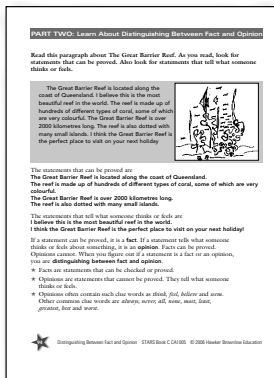 PART TWO: Learn About Distinguishing Between Fact and Opinion
Read this paragraph about The Great Barrier Reef. As you read, look for
statements that can be proved. Also look for statements that tell what someone
thinks or feels.
The Great Barrier Reef is located along the
coast of Queensland. I believe this is the most
beautiful reef in the world. The reef is made up of
hundreds of different types of coral, some of which
are very colourful. The Great Barrier Reef is over
2000 kilometres long. The reef is also dotted with
many small islands. I think the Great Barrier Reef is
the perfect place to visit on your next holiday
The statements that can be proved are
The Great Barrier Reef is located along the coast of Queensland.
The reef is made up of hundreds of different types of coral, some of which are very
colourful.
The Great Barrier Reef is over 2000 kilometres long.
The reef is also dotted with many small islands.
The statements that tell what someone thinks or feels are
I believe this is the most beautiful reef in the world.
I think the Great Barrier Reef is the perfect place to visit on your next holiday!
If a statement can be proved, it is a fact. If a statement tells what someone
thinks or feels about something, it is an opinion. Facts can be proved.
Opinions cannot. When you figure out if a statement is a fact or an opinion,
you are distinguishing between fact and opinion.
★ Facts are statements that can be checked or proved.
★ Opinions are statements that cannot be proved. They tell what someone
thinks or feels.
★ Opinions often contain such clue words as think, feel, believe and seem.
Other common clue words are always, never, all, none, most, least,
greatest, best and worst.
Distinguishing Between Fact and Opinion STARS Book C CA1005 © 2006 Hawker Brownlow Education